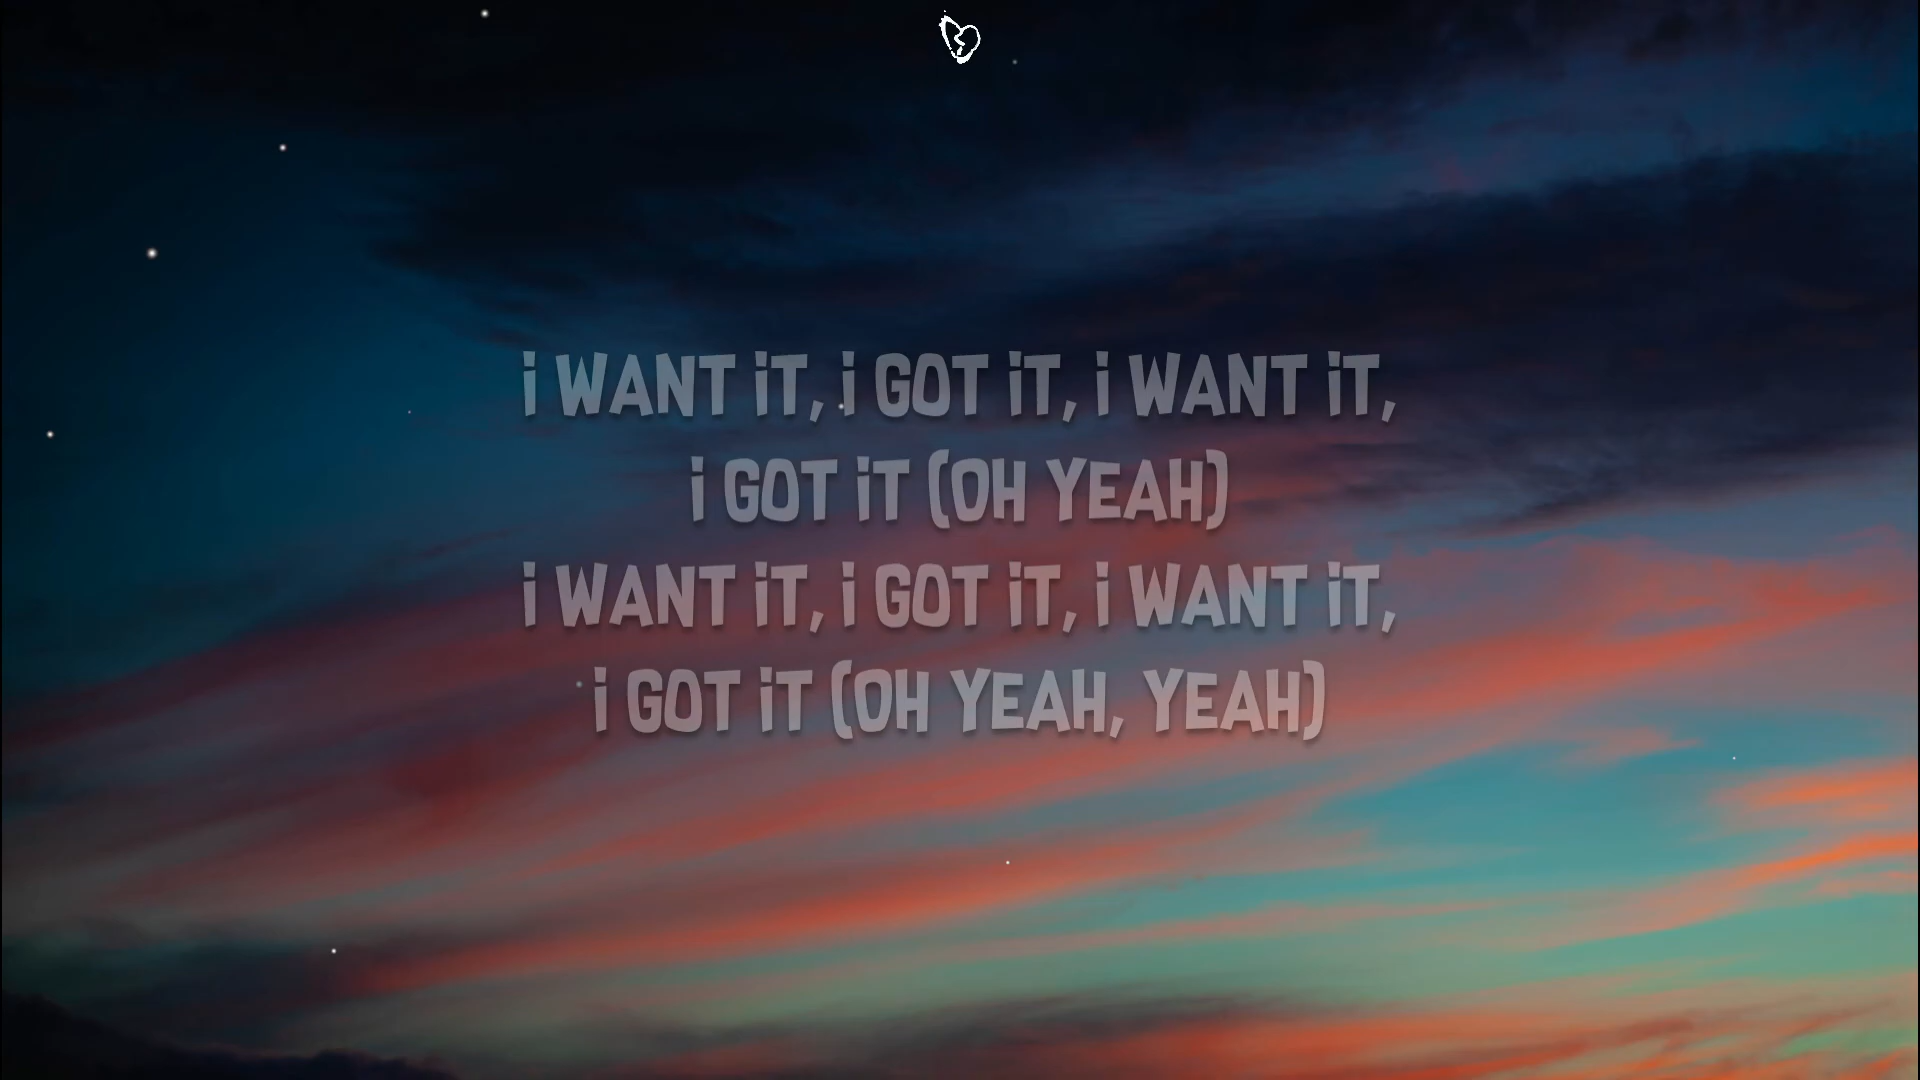 i WANT iT, i GOT iT, i WANT iT,
i GOT iT (OH YEAH)
i WANT iT, i GOT iT, i WANT iT,
i GOT iT (OH YEAH, YEAH)